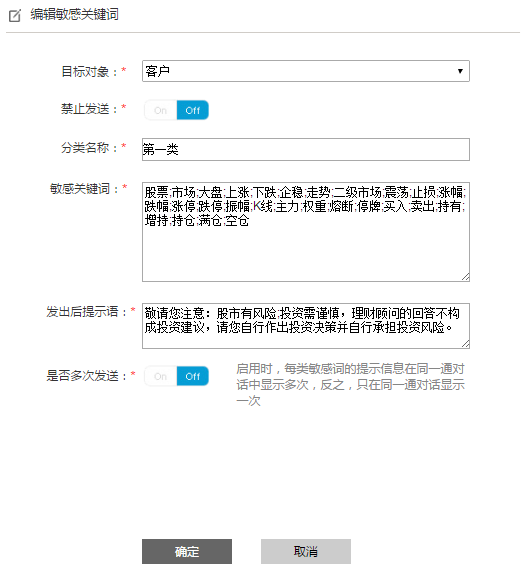 编辑敏感关键词
目标对象：* 客户
禁止发送：* On Off
分类名称：* 第一类
敏感关键词：* 股票;市场;大盘;上涨;下跌;企稳;走势;二级市场;震荡;止损;涨幅;
跌幅;涨停;跌停;振幅;K线;主力;权重;熔断;停牌;买入;卖出;持有;
增持;持仓;满仓;空仓
发出后提示语：* 敬请您注意：股市有风险;投资需谨慎，理财顾问的回答不构
成投资建议，请您自行作出投资决策并自行承担投资风险。
是否多次发送：* On Off
启用时，每类敏感词的提示信息在同一通对
话中显示多次，反之，只在同一通对话显示
一次
确定 取消